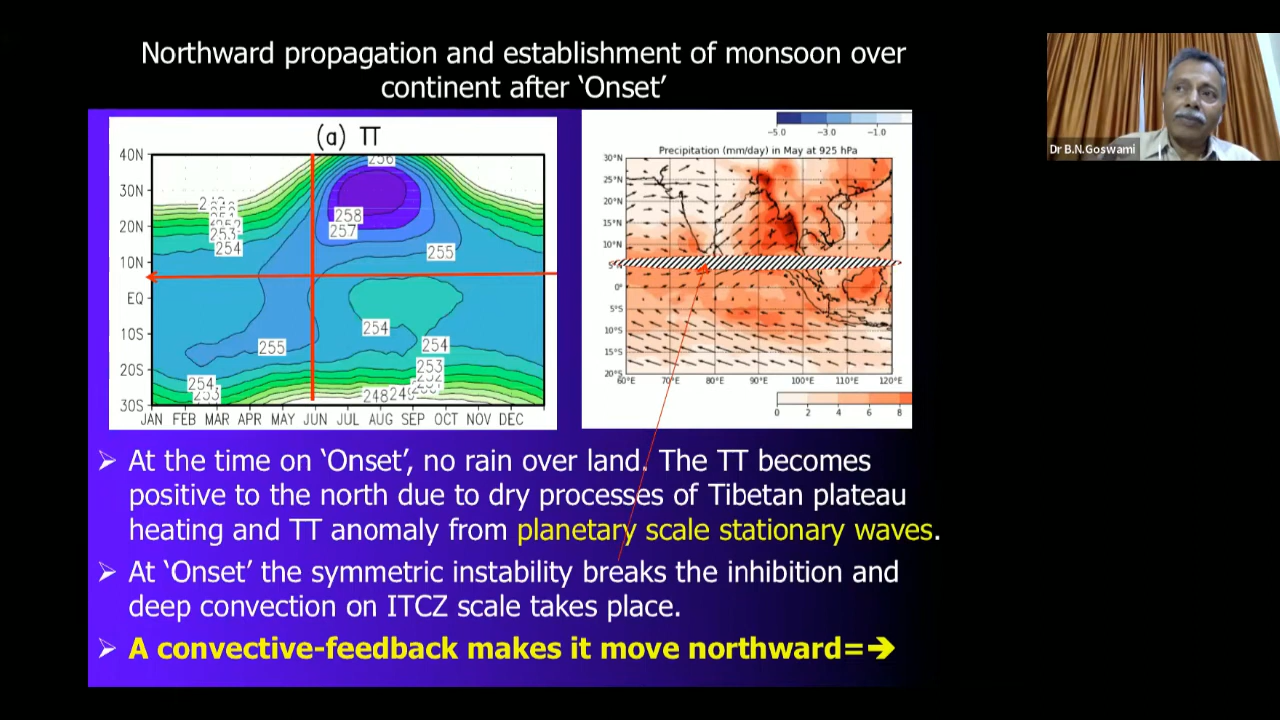 Northward propagation and establishment of monsoon over
continent after ‘Onset’
Dr B.N.Goswami
(a) TT
40N
30N
20N
10N
EQ
10S
20S
30S
256
258
257
255
253
254
254
255
254
253
254
253
248
JAN FEB MAR APR MAY JUN JUL AUG SEP OCT NOV DEC
−5.0 −3.0 −1.0
Precipitation (mm/day) in May at 925 hPa
30°N
25°N
20°N
15°N
10°N
0°
5°S
10°S
15°S
20°S
60°E 70°E 80°E 90°E 100°E 110°E 120°E
0 2 4 6 8
➢ At the time on ‘Onset’, no rain over land. The TT becomes
positive to the north due to dry processes of Tibetan plateau
heating and TT anomaly from planetary scale stationary waves.
➢ At ‘Onset’ the symmetric instability breaks the inhibition and
deep convection on ITCZ scale takes place.
➢ A convective-feedback makes it move northward=➔